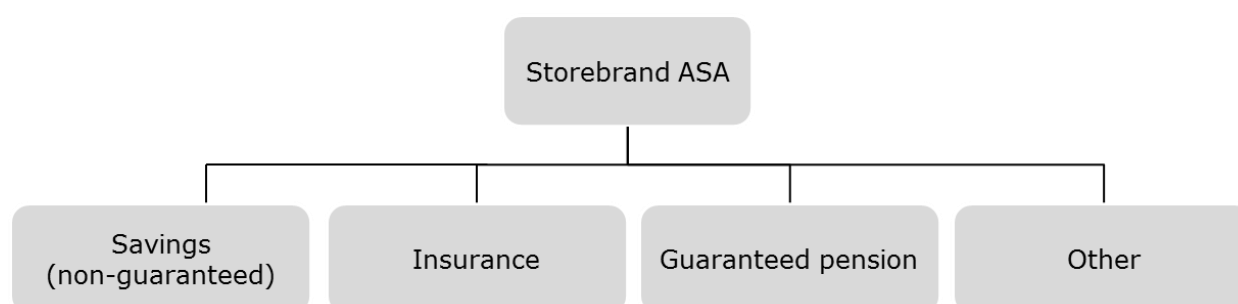 Storebrand ASA
Savings
(non-guaranteed)
Insurance
Guaranteed pension
Other